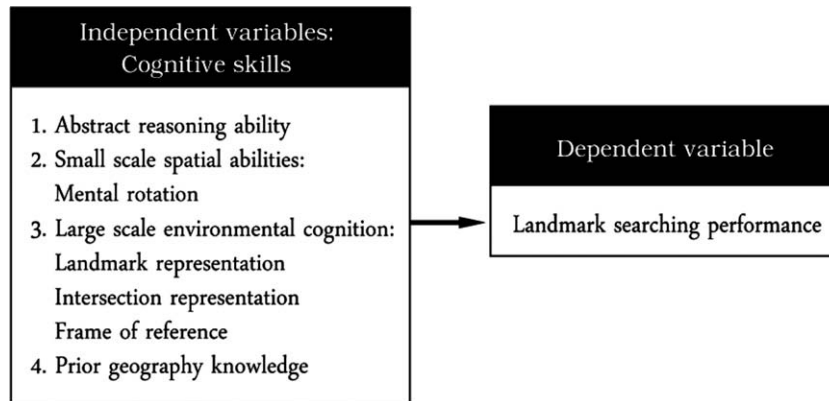 Independent variables:
Cognitive skills
1. Abstract reasoning ability
2. Small scale spatial abilities:
Mental rotation
3. Large scale environmental cognition:
Landmark representation
Intersection representation
Frame of reference
4. Prior geography knowledge
Dependent variable
Landmark searching performance